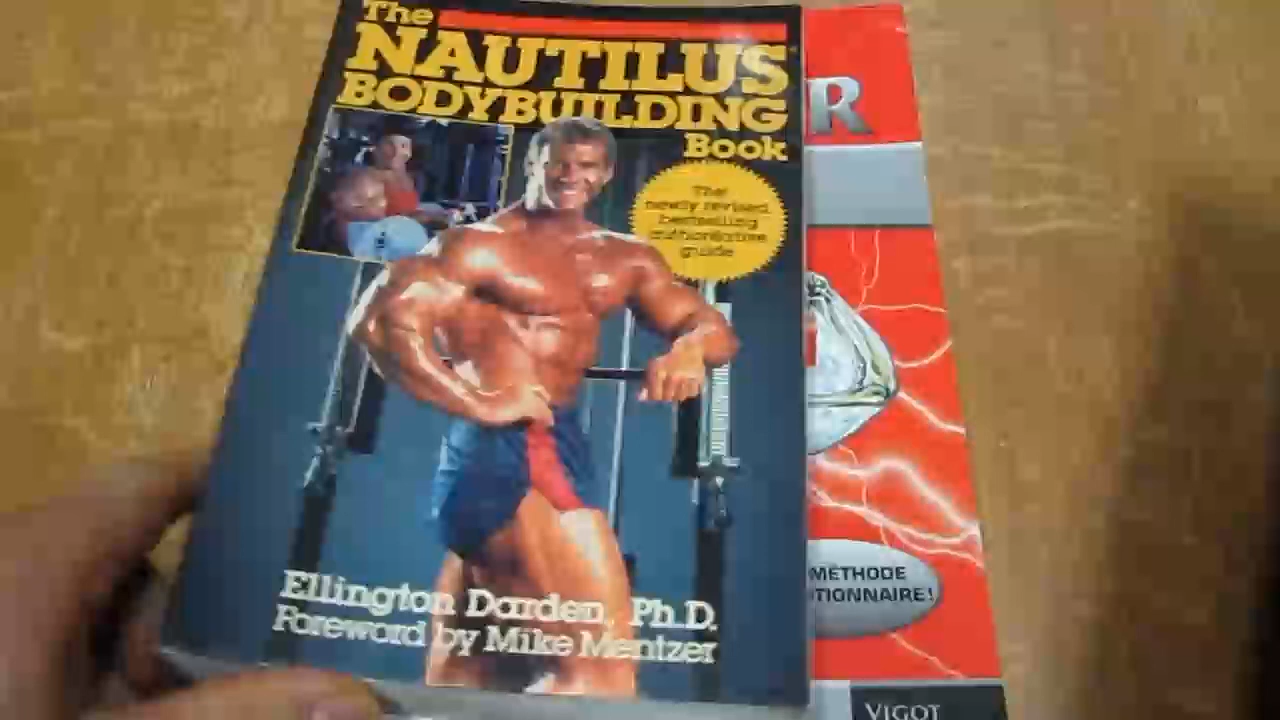 The
NAUTILUS
BODYBUILDING
Book
The
newly revised,
bestselling
authoritative
guide
Ellington Darden, Ph.D.
Foreword by Mike Mentzer
R
MÉTHODE
TIONNAIRE!
VIGOT